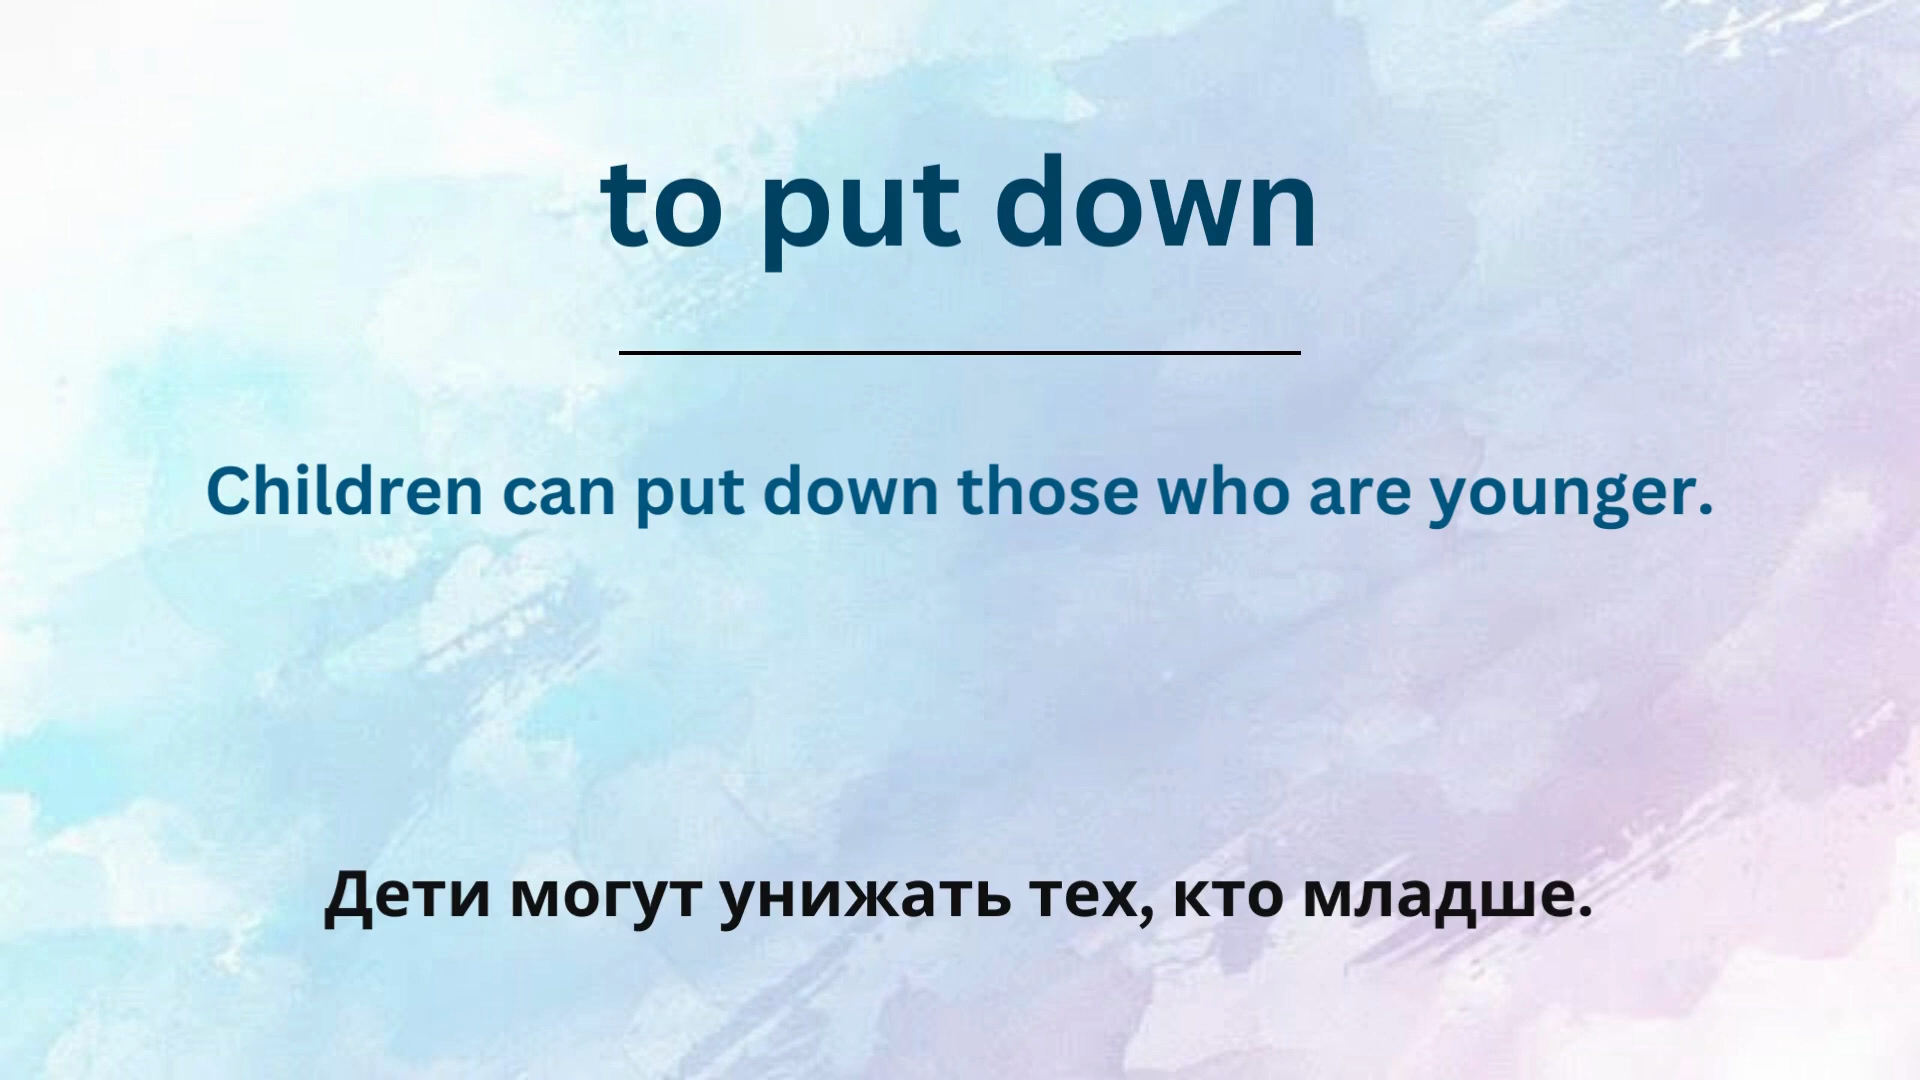 to put down
Children can put down those who are younger.
Дети могут унижать тех, кто младше.